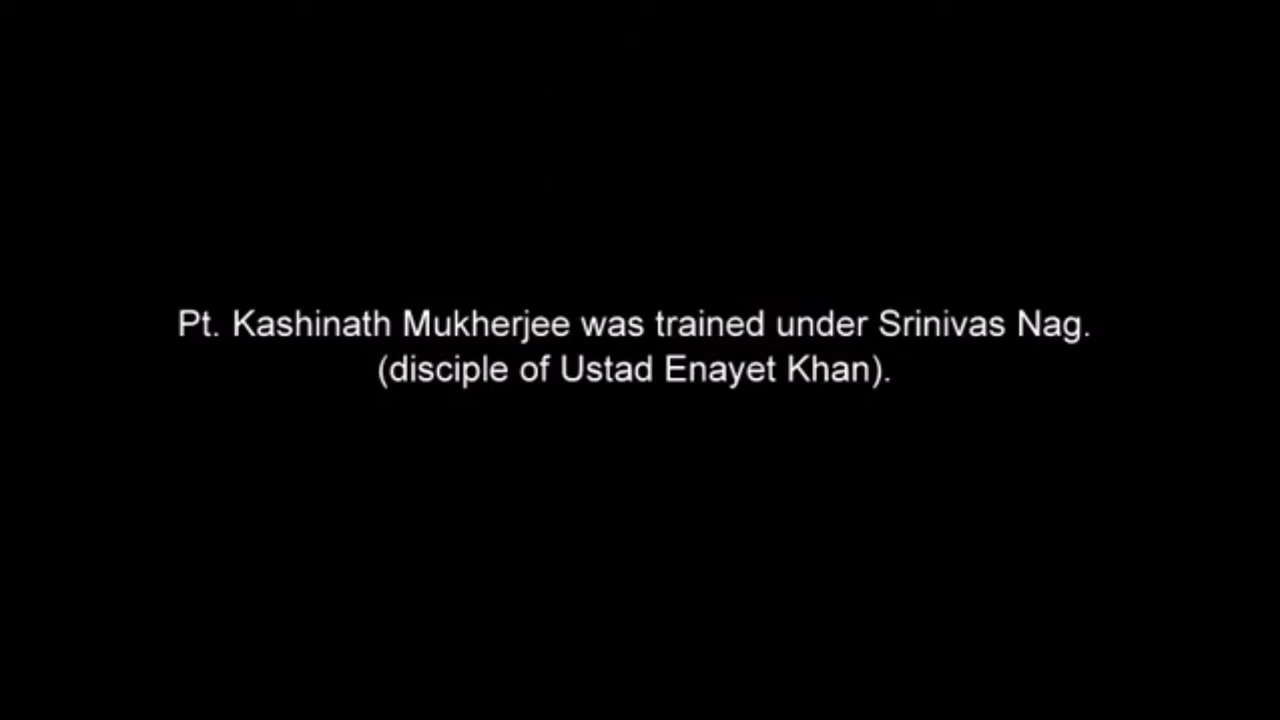 Pt. Kashinath Mukherjee was trained under Srinivas Nag.
(disciple of Ustad Enayet Khan).